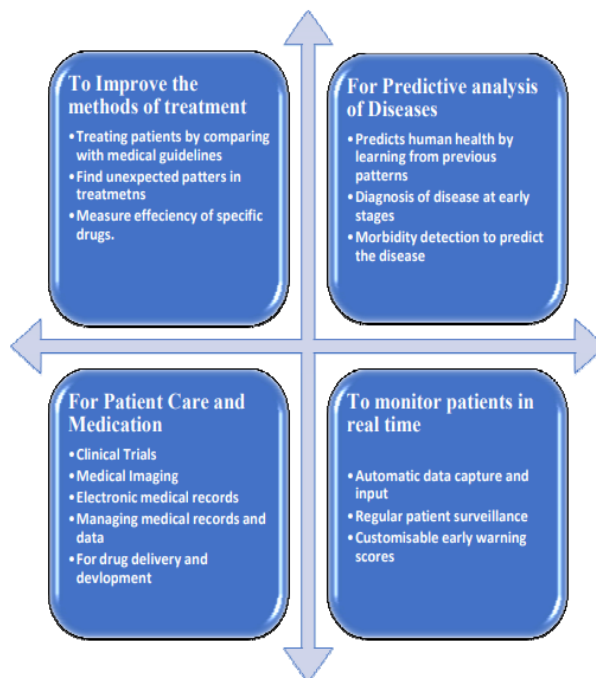 To Improve the
methods of treatment
•Treating patients by comparing
with medical guidelines
•Find unexpected patters in
treatmetns
•Measure effeciency of specific
drugs.
For Predictive analysis
of Diseases
•Predicts human health by
learning from previous
patterns
•Diagnosis of disease at early
stages
•Morbidity detection to predict
the disease
For Patient Care and
Medication
•Clinical Trials
•Medical Imaging
•Electronic medical records
•Managing medical records and
data
•For drug delivery and
devlopment
To monitor patients in
real time
•Automatic data capture and
input
•Regular patient surveillance
•Customisable early warning
scores